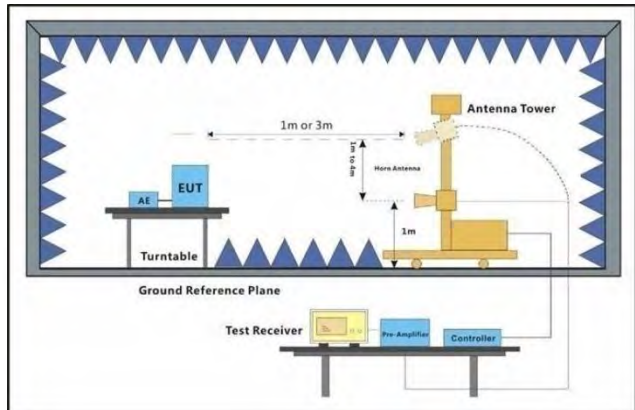 Antenna Tower
1m or 3m
1m to 4m
Horn Antenna
EUT
AE
1m
Turntable
Ground Reference Plane
Test Receiver
Pre-Amplifier
Controller